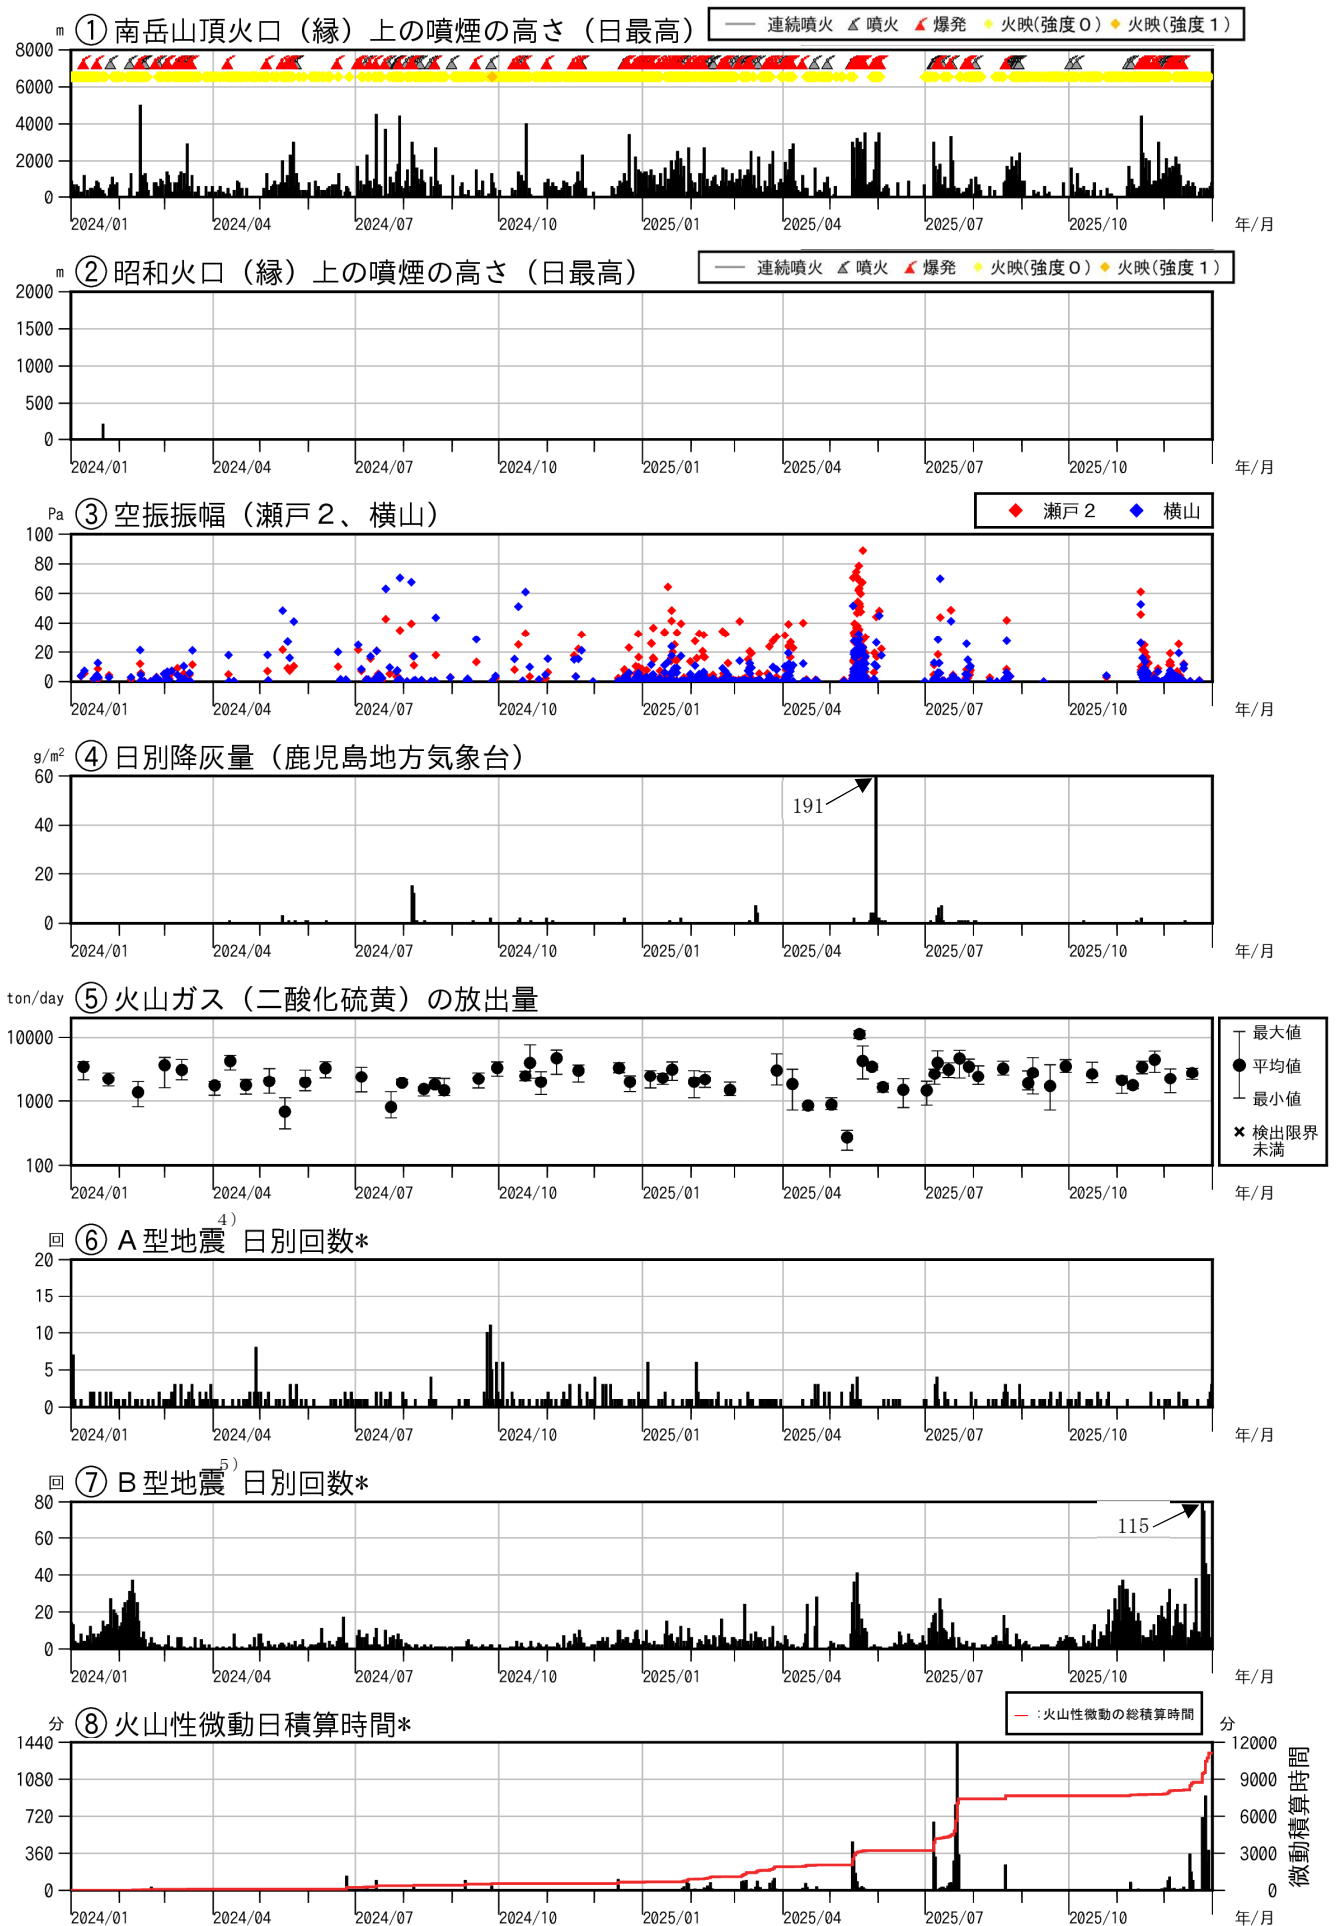 m ① 南岳山頂火口（縁）上の噴煙の高さ（日最高）
連続噴火 噴火 爆発 火映(強度０) 火映(強度１)
8000
6000
4000
2000
0
2024/01 2024/04 2024/07 2024/10 2025/01 2025/04 2025/07 2025/10 年/月
m ② 昭和火口（縁）上の噴煙の高さ（日最高）
連続噴火 噴火 爆発 火映(強度０) 火映(強度１)
2000
1500
1000
500
0
2024/01 2024/04 2024/07 2024/10 2025/01 2025/04 2025/07 2025/10 年/月
Pa ③ 空振振幅（瀬戸２、横山）
瀬戸２ 横山
100
80
60
40
20
0
2024/01 2024/04 2024/07 2024/10 2025/01 2025/04 2025/07 2025/10 年/月
g/m² ④ 日別降灰量（鹿児島地方気象台）
60
191
40
20
0
2024/01 2024/04 2024/07 2024/10 2025/01 2025/04 2025/07 2025/10 年/月
ton/day ⑤ 火山ガス（二酸化硫黄）の放出量
10000
1000
100
最大値
平均値
最小値
検出限界
未満
2024/01 2024/04 2024/07 2024/10 2025/01 2025/04 2025/07 2025/10 年/月
回 ⑥ Ａ型地震4）日別回数*
20
15
10
5
0
2024/01 2024/04 2024/07 2024/10 2025/01 2025/04 2025/07 2025/10 年/月
回 ⑦ Ｂ型地震5）日別回数*
80
115
60
40
20
0
2024/01 2024/04 2024/07 2024/10 2025/01 2025/04 2025/07 2025/10 年/月
分 ⑧ 火山性微動日積算時間*
：火山性微動の総積算時間
分
1440 12000
1080 9000
720 6000
360 3000
0 0
微動積算時間
2024/01 2024/04 2024/07 2024/10 2025/01 2025/04 2025/07 2025/10 年/月